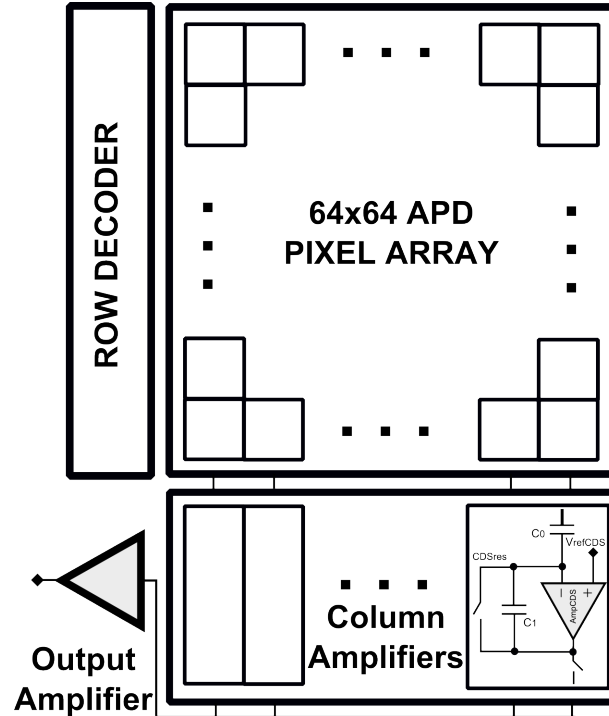 ROW DECODER
64x64 APD
PIXEL ARRAY
C0
VrefCDS
CDSres
C1
AmpCDS
Column
Amplifiers
Output
Amplifier